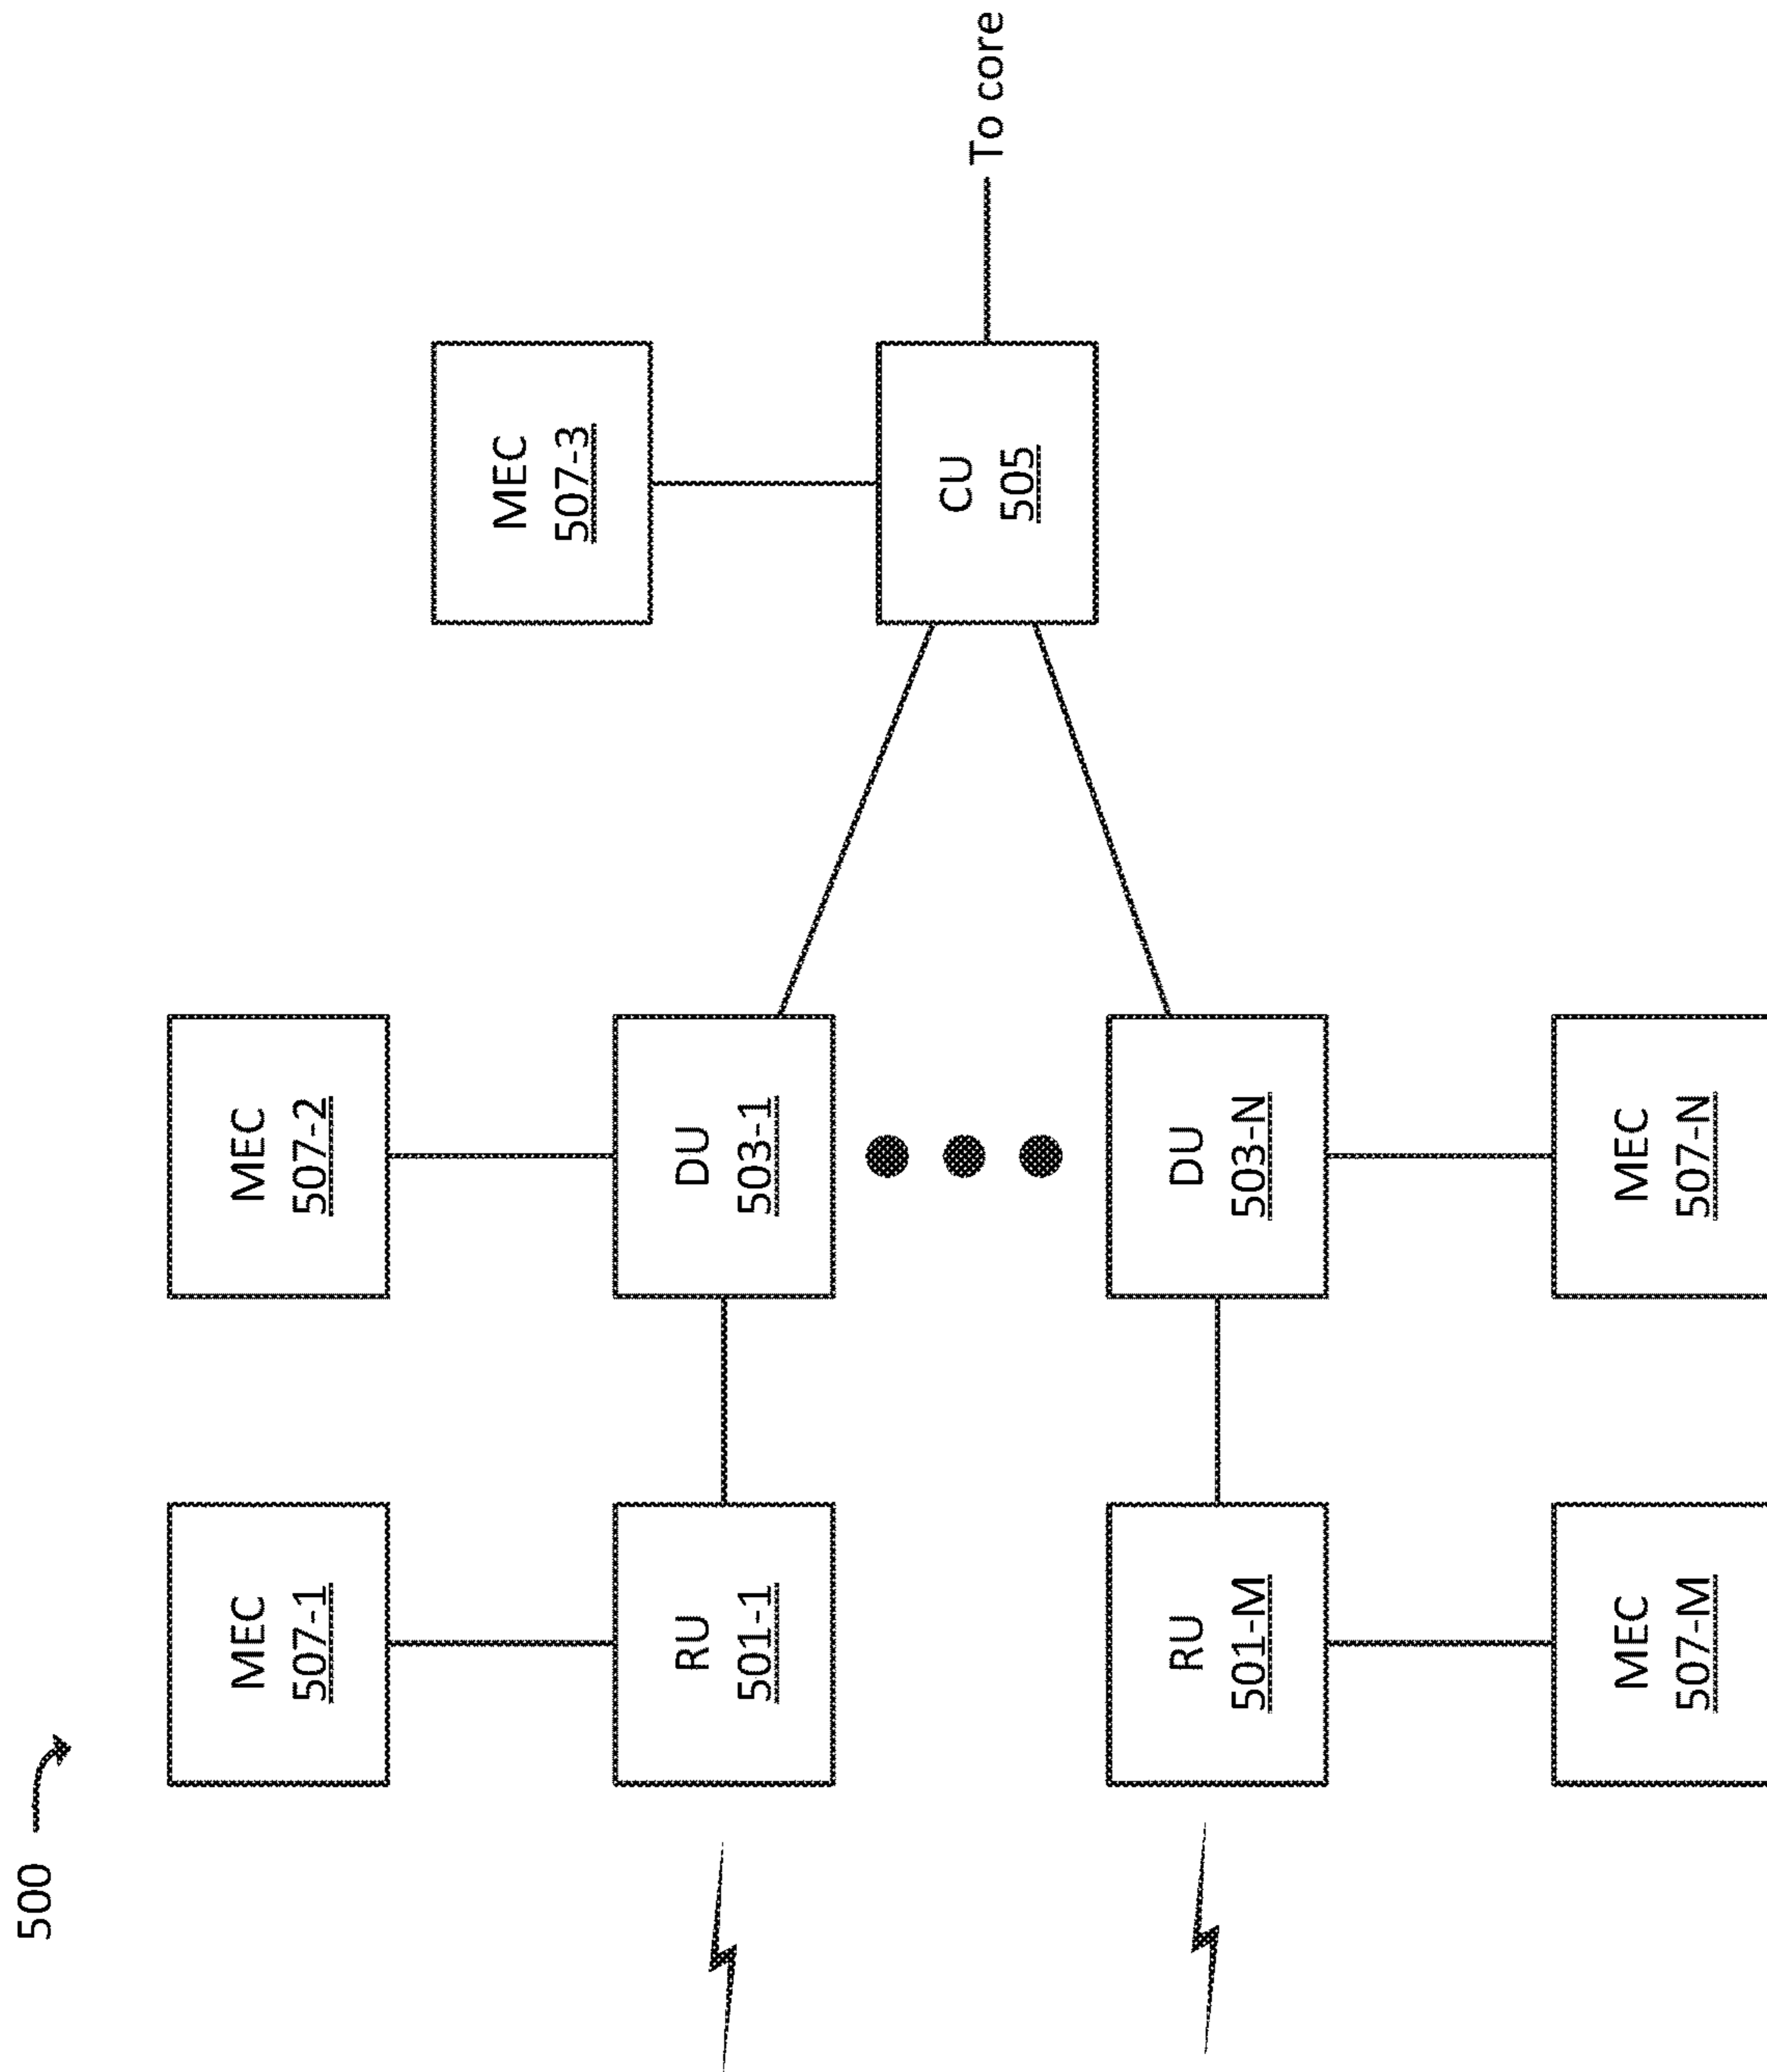 500
MEC
507-1
MEC
507-2
MEC
507-3
RU
501-1
DU
503-1
CU
505
To core
RU
501-M
DU
503-N
MEC
507-M
MEC
507-N